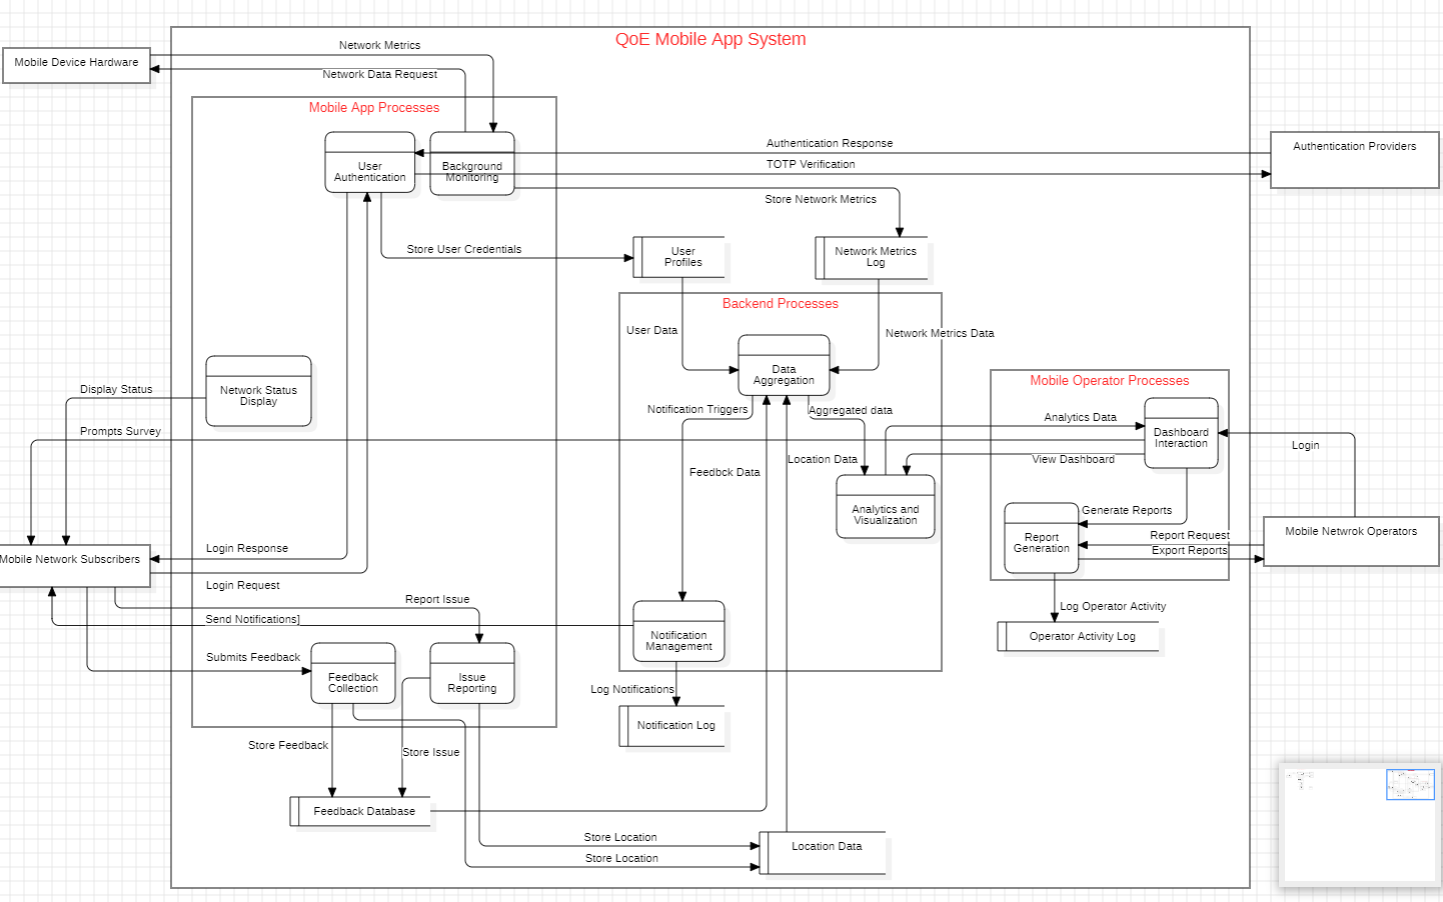 QoE Mobile App System
Network Metrics
Mobile Device Hardware
Network Data Request
Mobile App Processes
Authentication Response
Authentication Providers
TOTP Verification
User
Authentication
Background
Monitoring
Store Network Metrics
Store User Credentials
User
Profiles
Network Metrics
Log
Backend Processes
User Data
Network Metrics Data
Data
Aggregation
Mobile Operator Processes
Display Status
Network Status
Display
Notification Triggers
Aggregated data
Analytics Data
Prompts Survey
Dashboard
Interaction
Login
Feedbck Data
Location Data
View Dashboard
Analytics and
Visualization
Generate Reports
Report
Generation
Report Request
Mobile Netwrok Operators
Export Reports
Login Response
Mobile Network Subscribers
Login Request
Report Issue
Log Operator Activity
Send Notifications]
Operator Activity Log
Notification
Management
Submits Feedback
Feedback
Collection
Issue
Reporting
Log Notifications
Notification Log
Store Feedback
Store Issue
Feedback Database
Store Location
Location Data
Store Location